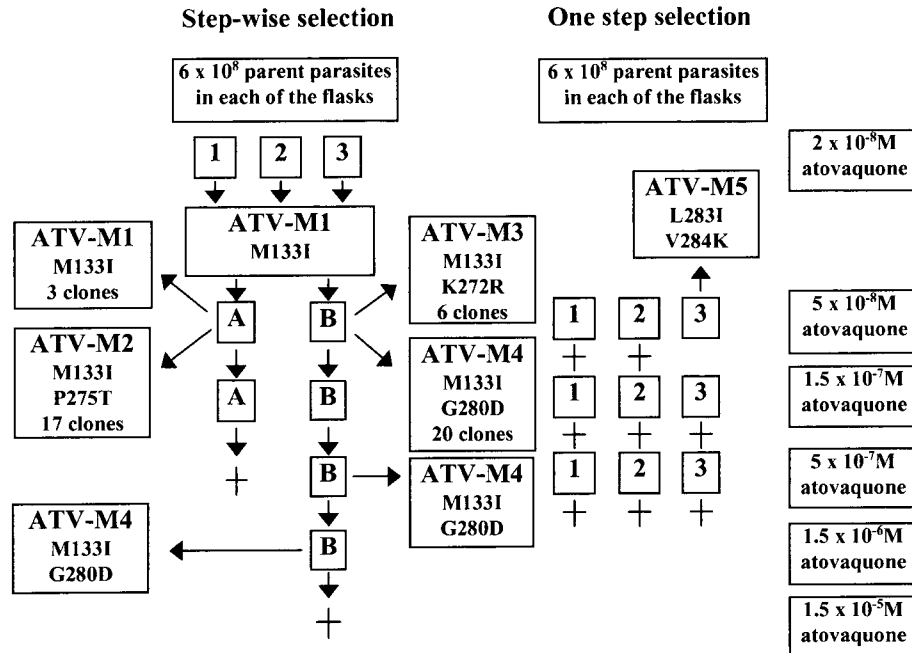 Step-wise selection
One step selection
6 x 10⁸ parent parasites
in each of the flasks
6 x 10⁸ parent parasites
in each of the flasks
2 x 10⁻⁸M
atovaquone
1 2 3
ATV-M5
L283I
V284K
ATV-M1
M133I
ATV-M1
M133I
3 clones
ATV-M3
M133I
K272R
6 clones
A B
1 2 3
5 x 10⁻⁸M
atovaquone
+ +
ATV-M2
M133I
P275T
17 clones
ATV-M4
M133I
G280D
20 clones
A B
1 2 3
1.5 x 10⁻⁷M
atovaquone
+ + +
+
B
ATV-M4
M133I
G280D
1 2 3
5 x 10⁻⁷M
atovaquone
+ + +
ATV-M4
M133I
G280D
B
1.5 x 10⁻⁶M
atovaquone
+
1.5 x 10⁻⁵M
atovaquone